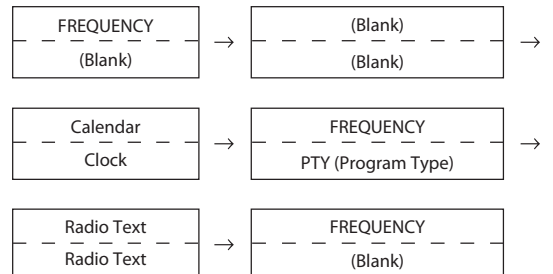 FREQUENCY
(Blank)
→
(Blank)
(Blank)
→
Calendar
Clock
→
FREQUENCY
PTY (Program Type)
→
Radio Text
Radio Text
→
FREQUENCY
(Blank)